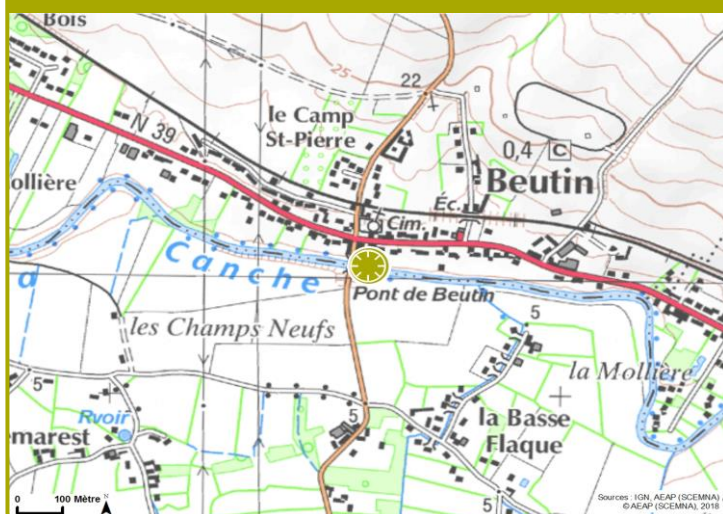 Bois
25
22
le Camp
St-Pierre
N 39
0,4 C
Beutin
ollière
Éc.
Cim.
a
Canche
Pont de Beutin
5
les Champs Neufs
la Mollière
5
Rvoir
5
la Basse
Flaque
emarest
5
0 100 Mètre N
Sources : IGN, AEAP (SCEMNA)
© AEAP (SCEMNA), 2018